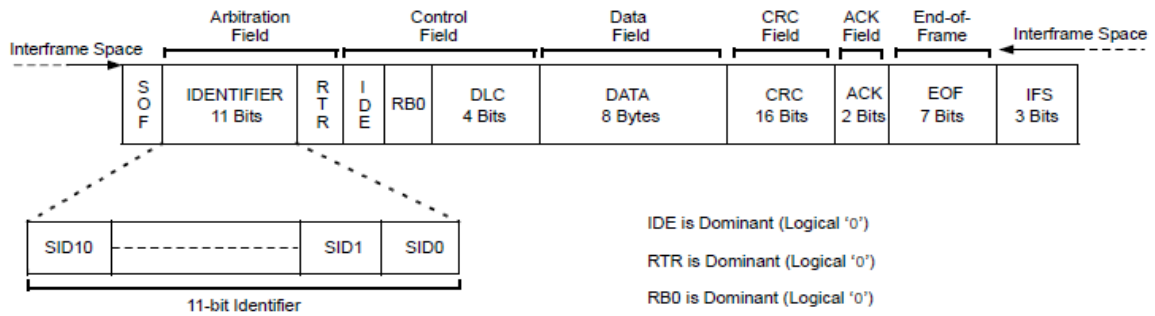 Arbitration Field
Control Field
Data Field
CRC Field
ACK Field
End-of-Frame
Interframe Space
Interframe Space
SOF
IDENTIFIER 11 Bits
RTR
IDE
RB0
DLC 4 Bits
DATA 8 Bytes
CRC 16 Bits
ACK 2 Bits
EOF 7 Bits
IFS 3 Bits
SID10
SID1
SID0
11-bit Identifier
IDE is Dominant (Logical ‘0’)
RTR is Dominant (Logical ‘0’)
RB0 is Dominant (Logical ‘0’)